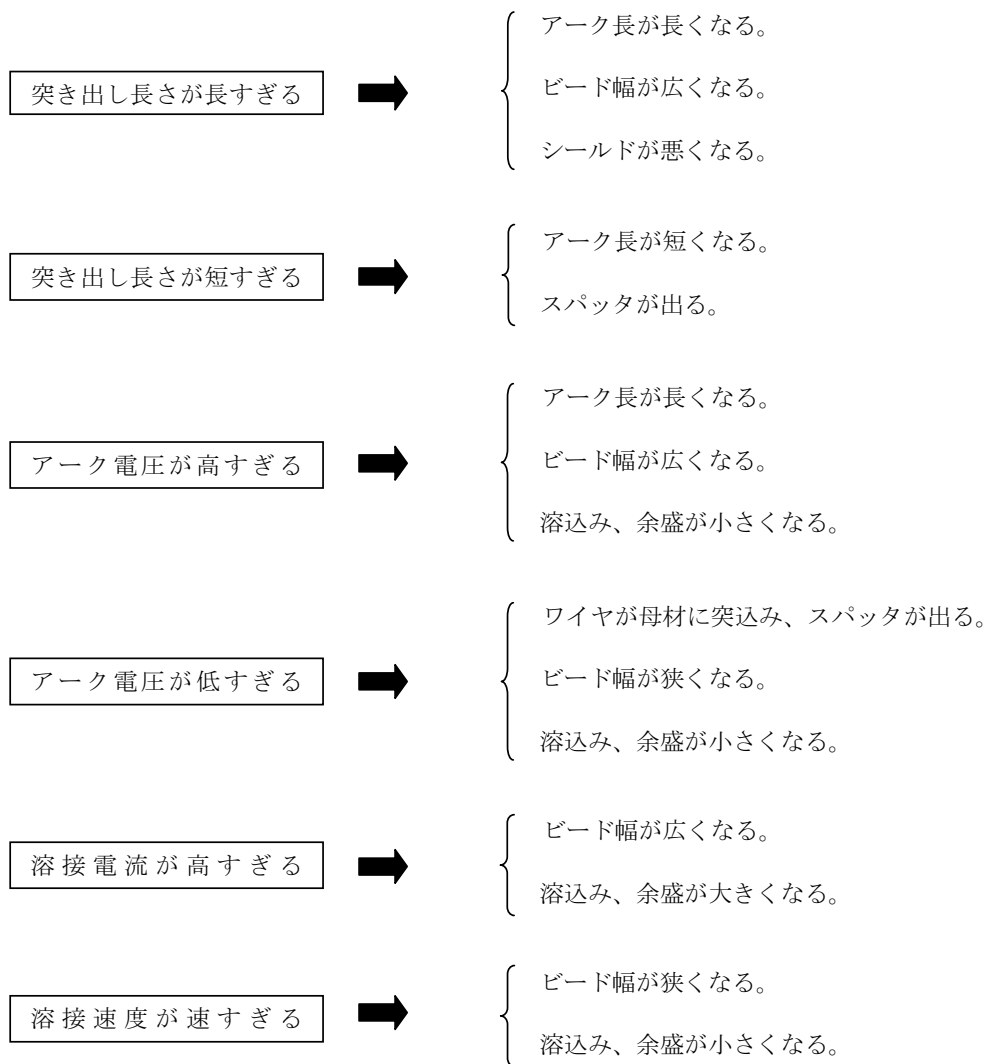 アーク長が長くなる。
突き出し長さが長すぎる
ビード幅が広くなる。
シールドが悪くなる。
アーク長が短くなる。
突き出し長さが短すぎる
スパッタが出る。
アーク長が長くなる。
アーク電圧が高すぎる
ビード幅が広くなる。
溶込み、余盛が小さくなる。
ワイヤが母材に突込み、スパッタが出る。
アーク電圧が低すぎる
ビード幅が狭くなる。
溶込み、余盛が小さくなる。
ビード幅が広くなる。
溶接電流が高すぎる
溶込み、余盛が大きくなる。
ビード幅が狭くなる。
溶接速度が速すぎる
溶込み、余盛が小さくなる。